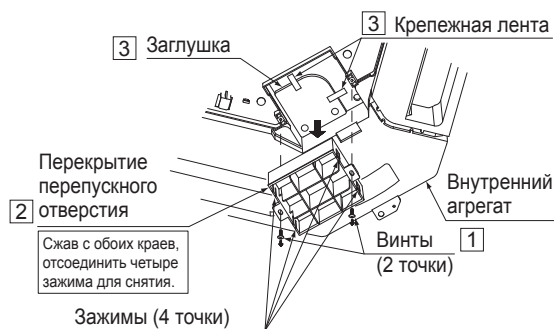 3 Заглушка
3 Крепежная лента
Перекрытие
перепускного
2 отверстия
Сжав с обоих краев,
отсоединить четыре
зажима для снятия.
Внутренний
агрегат
Винты 1
(2 точки)
Зажимы (4 точки)